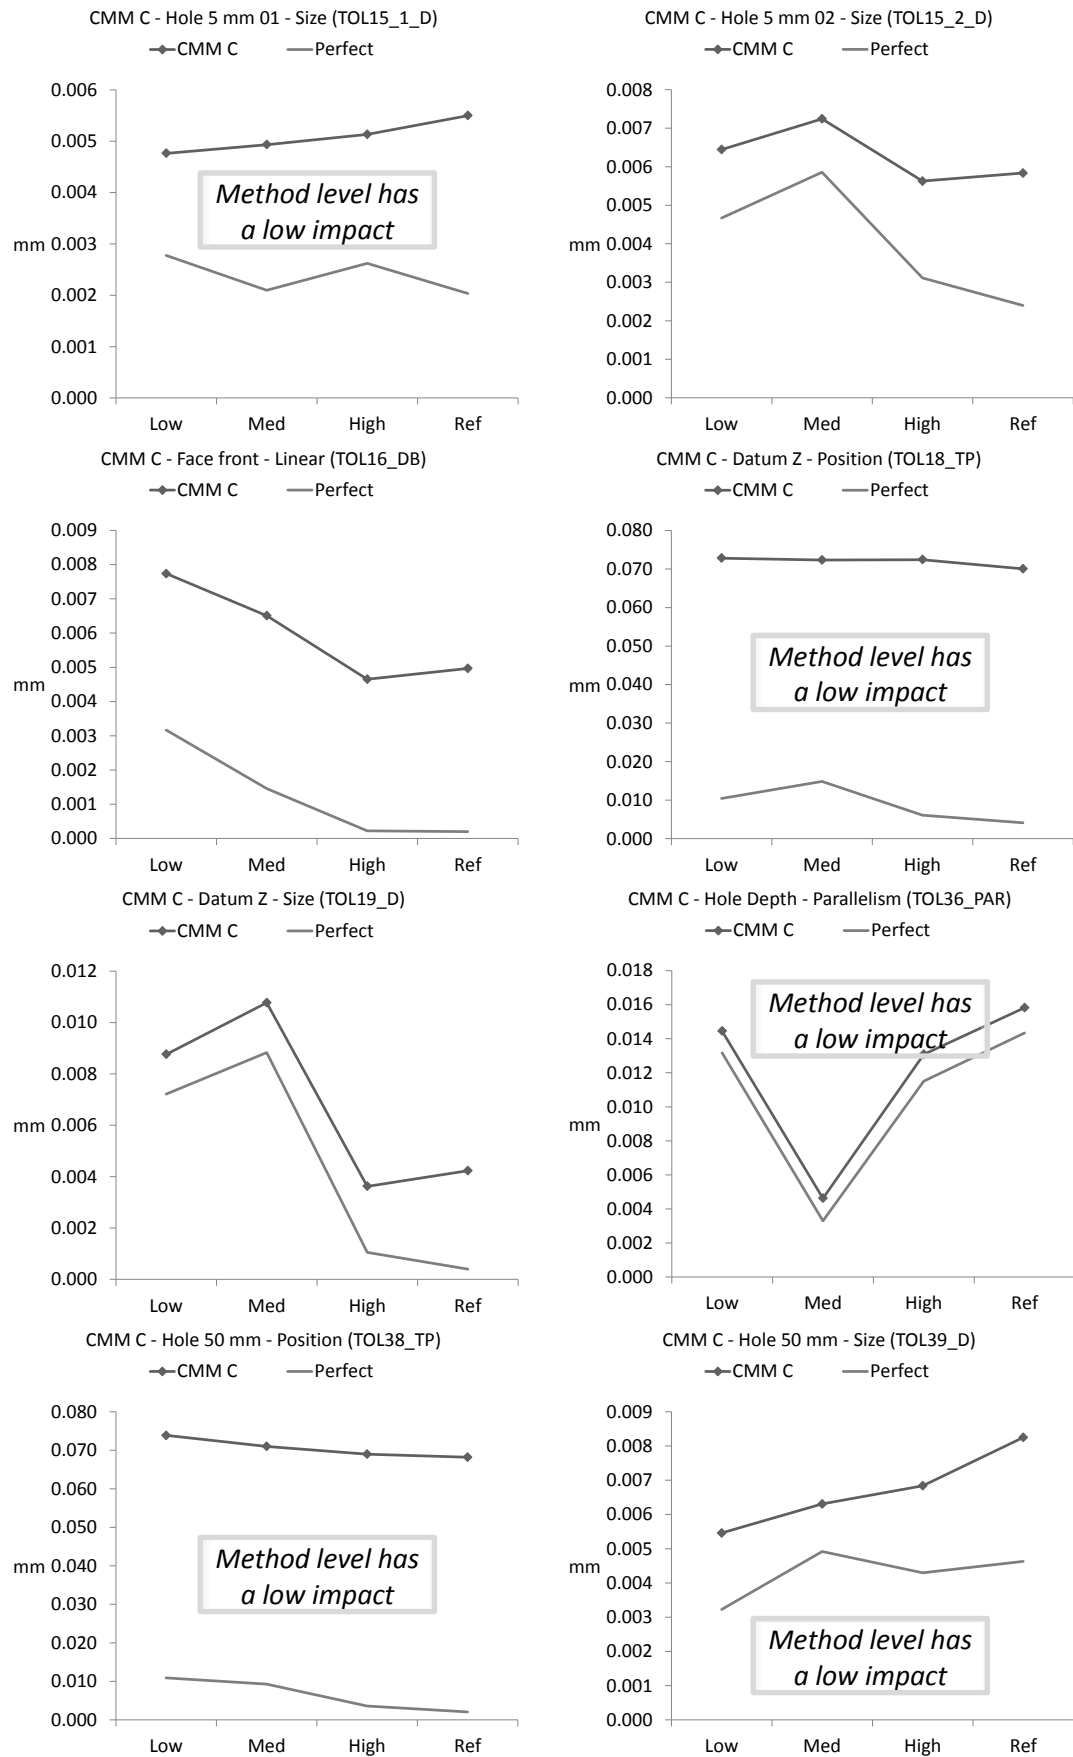 CMM C - Hole 5 mm 01 - Size (TOL15_1_D)
CMM C Perfect
0.006
0.005
0.004
0.003
0.002
0.001
0.000
mm
Method level has
a low impact
Low Med High Ref
CMM C - Hole 5 mm 02 - Size (TOL15_2_D)
CMM C Perfect
0.008
0.007
0.006
0.005
0.004
0.003
0.002
0.001
0.000
mm
Low Med High Ref
CMM C - Face front - Linear (TOL16_DB)
CMM C Perfect
0.009
0.008
0.007
0.006
0.005
0.004
0.003
0.002
0.001
0.000
mm
Low Med High Ref
CMM C - Datum Z - Position (TOL18_TP)
CMM C Perfect
0.080
0.070
0.060
0.050
0.040
0.030
0.020
0.010
0.000
mm
Method level has
a low impact
Low Med High Ref
CMM C - Datum Z - Size (TOL19_D)
CMM C Perfect
0.012
0.010
0.008
0.006
0.004
0.002
0.000
mm
Low Med High Ref
CMM C - Hole Depth - Parallelism (TOL36_PAR)
CMM C Perfect
0.018
0.016
0.014
0.012
0.010
0.008
0.006
0.004
0.002
0.000
mm
Method level has
a low impact
Low Med High Ref
CMM C - Hole 50 mm - Position (TOL38_TP)
CMM C Perfect
0.080
0.070
0.060
0.050
0.040
0.030
0.020
0.010
0.000
mm
Method level has
a low impact
Low Med High Ref
CMM C - Hole 50 mm - Size (TOL39_D)
CMM C Perfect
0.009
0.008
0.007
0.006
0.005
0.004
0.003
0.002
0.001
0.000
mm
Method level has
a low impact
Low Med High Ref